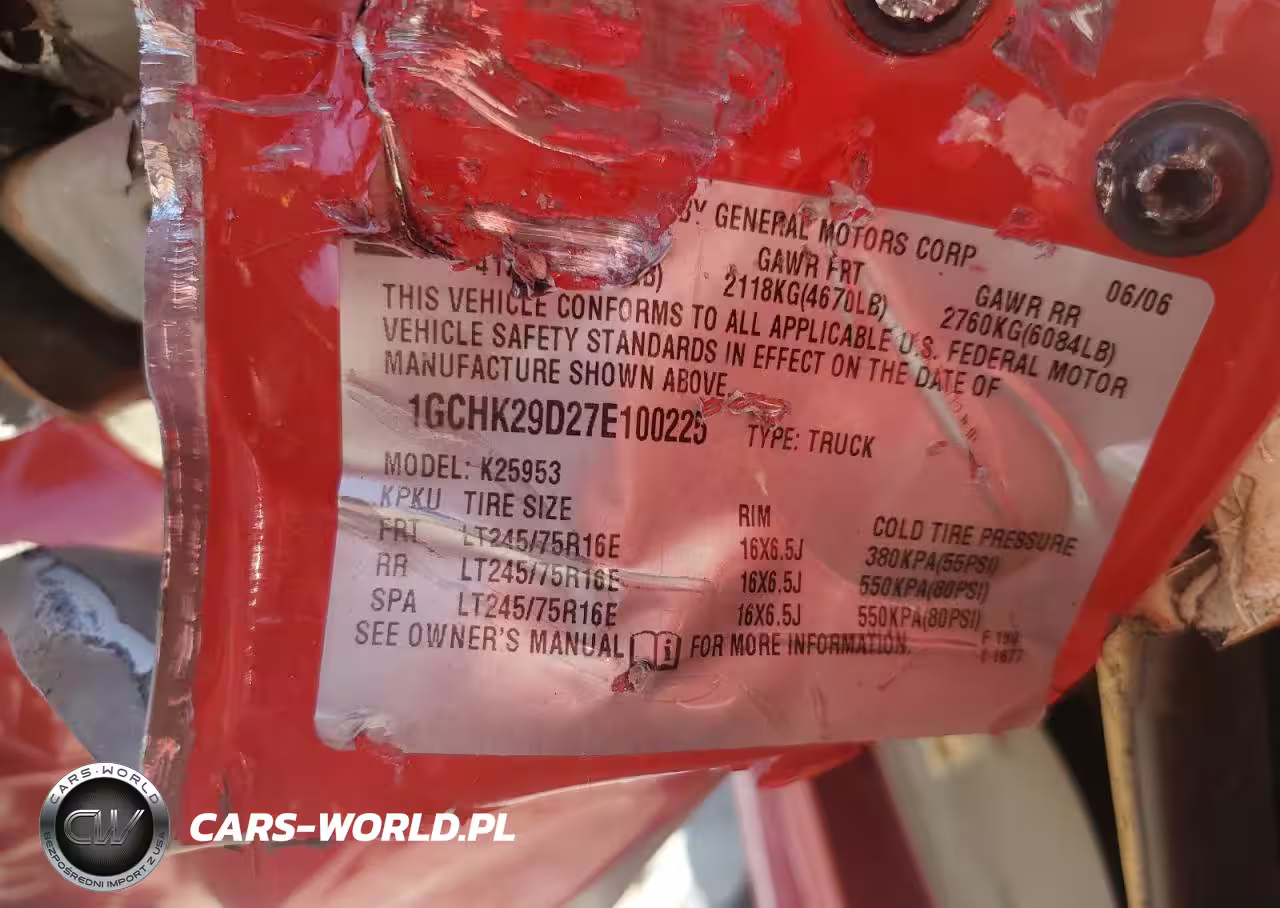 BY GENERAL MOTORS CORP
06/06
GAWR FRT
GAWR RR
2118KG(4670LB)
2760KG(6084LB)
THIS VEHICLE CONFORMS TO ALL APPLICABLE U.S. FEDERAL MOTOR
VEHICLE SAFETY STANDARDS IN EFFECT ON THE DATE OF
MANUFACTURE SHOWN ABOVE.
1GCHK29D27E100225 TYPE: TRUCK
MODEL: K25953
KPKU TIRE SIZE RIM COLD TIRE PRESSURE
FRT LT245/75R16E 16X6.5J 380KPA(55PSI)
RR LT245/75R16E 16X6.5J 550KPA(80PSI)
SPA LT245/75R16E 16X6.5J 550KPA(80PSI)
SEE OWNER'S MANUAL FOR MORE INFORMATION.
CARS-WORLD
CW
BEZPOŚREDNI IMPORT Z USA
CARS-WORLD.PL